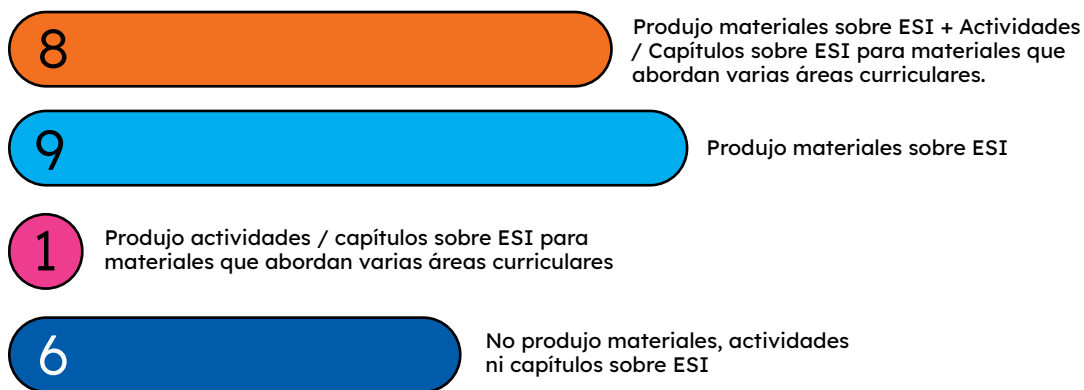 8
Produjo materiales sobre ESI + Actividades
/ Capítulos sobre ESI para materiales que
abordan varias áreas curriculares.
9
Produjo materiales sobre ESI
1
Produjo actividades / capítulos sobre ESI para
materiales que abordan varias áreas curriculares
6
No produjo materiales, actividades
ni capítulos sobre ESI